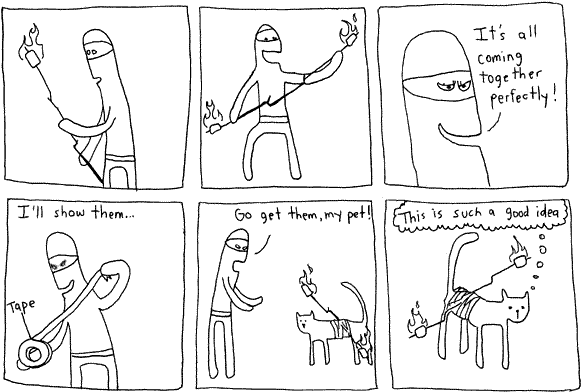 It's all
coming
together
perfectly!
I'll show them...
Tape
Go get them, my pet!
This is such a good idea